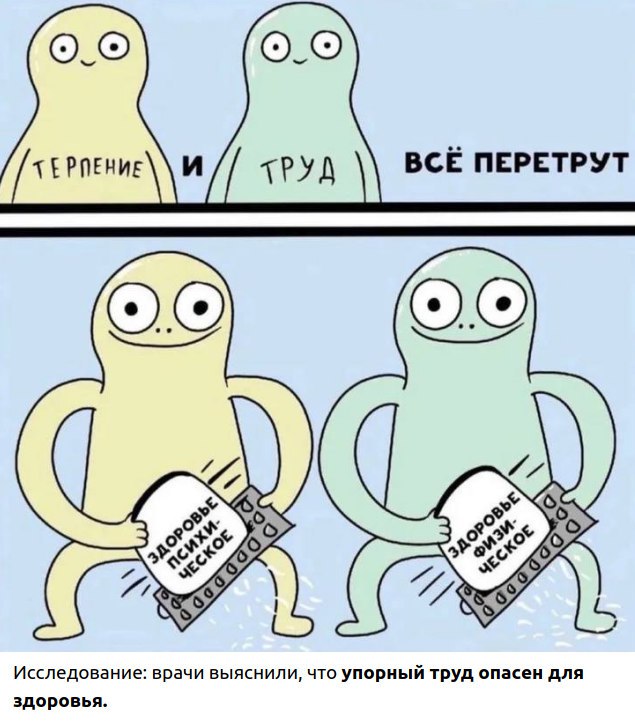 ТЕРПЕНИЕ И ТРУД ВСЁ ПЕРЕТРУТ
ЗДОРОВЬЕ
ПСИХИ-
ЧЕСКОЕ
ЗДОРОВЬЕ
ФИЗИ-
ЧЕСКОЕ
Исследование: врачи выяснили, что упорный труд опасен для
здоровья.